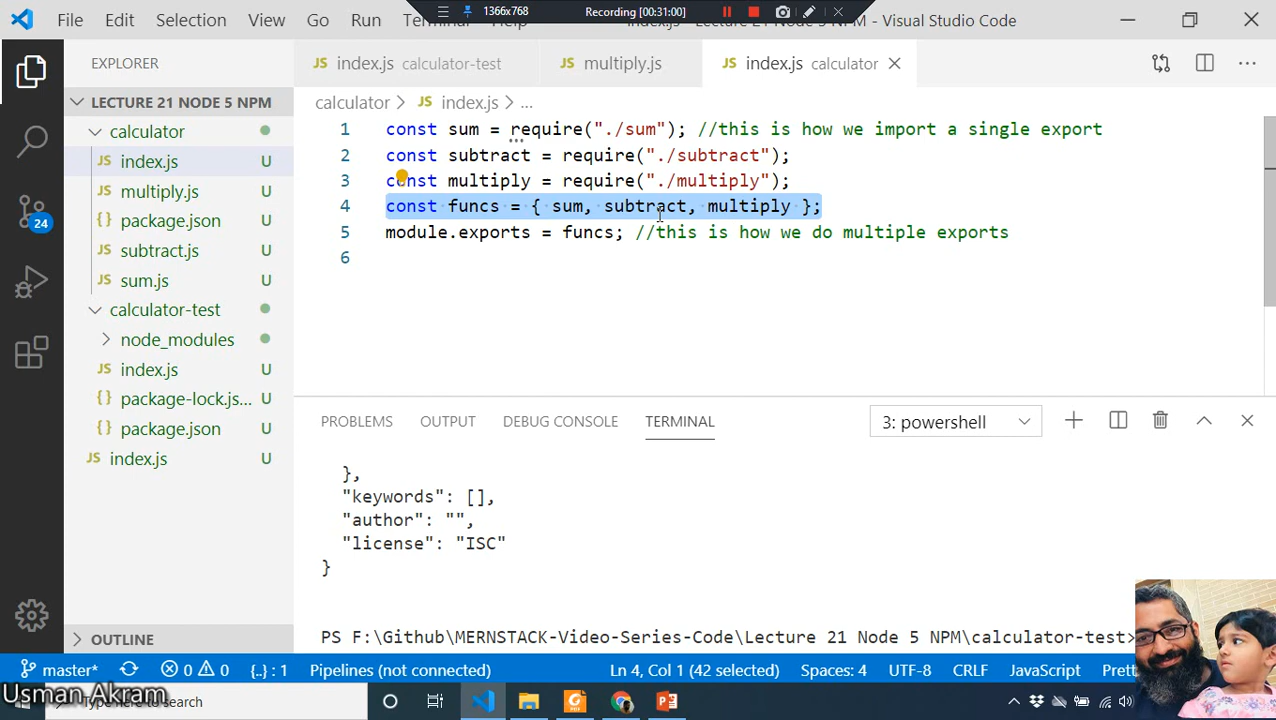 File Edit Selection View Go Run Terminal Help
1366x768 Recording [00:31:00]
Visual Studio Code
EXPLORER
index.js calculator-test
multiply.js
index.js calculator
LECTURE 21 NODE 5 NPM
calculator
index.js U
multiply.js U
package.json U
subtract.js U
sum.js U
calculator-test
node_modules
index.js U
package-lock.js... U
package.json U
index.js U
OUTLINE
24
calculator > JS index.js > ...
1 const sum = require("./sum"); //this is how we import a single export
2 const subtract = require("./subtract");
3 const multiply = require("./multiply");
4 const funcs = { sum, subtract, multiply };
5 module.exports = funcs; //this is how we do multiple exports
6
PROBLEMS OUTPUT DEBUG CONSOLE TERMINAL 3: powershell
},
"keywords": [],
"author": "",
"license": "ISC"
}
PS F:\Github\MERNSTACK-Video-Series-Code\Lecture 21 Node 5 NPM\calculator-test>
master* 0 0 {..} : 1 Pipelines (not connected) Ln 4, Col 1 (42 selected) Spaces: 4 UTF-8 CRLF JavaScript
Usman Akram
Type here to search